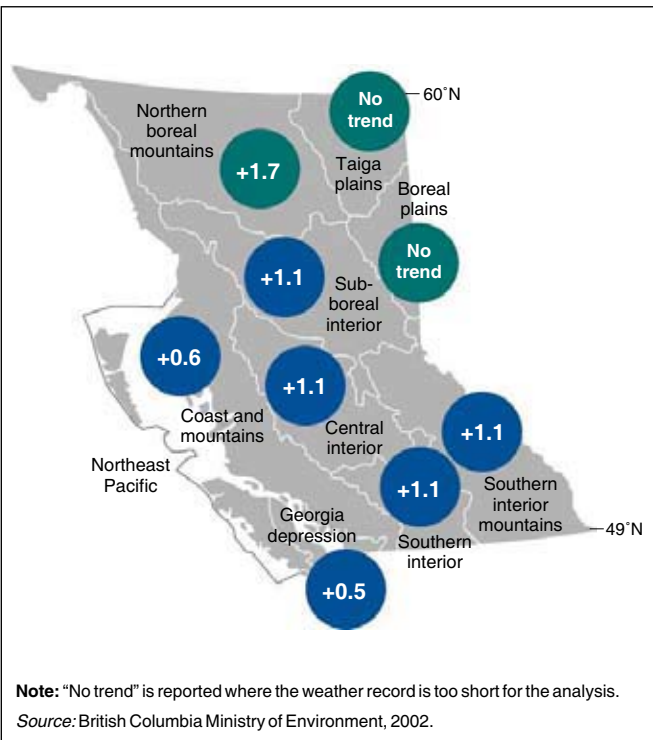 No
trend
60˚N
Northern
boreal
mountains
+1.7
Taiga
plains
Boreal
plains
No
trend
+1.1
Sub-
boreal
interior
+0.6
+1.1
Coast and
mountains
Central
interior
+1.1
Northeast
Pacific
+1.1
Southern
interior
mountains
Georgia
depression
49˚N
Southern
interior
+0.5
Note: “No trend” is reported where the weather record is too short for the analysis.
Source: British Columbia Ministry of Environment, 2002.